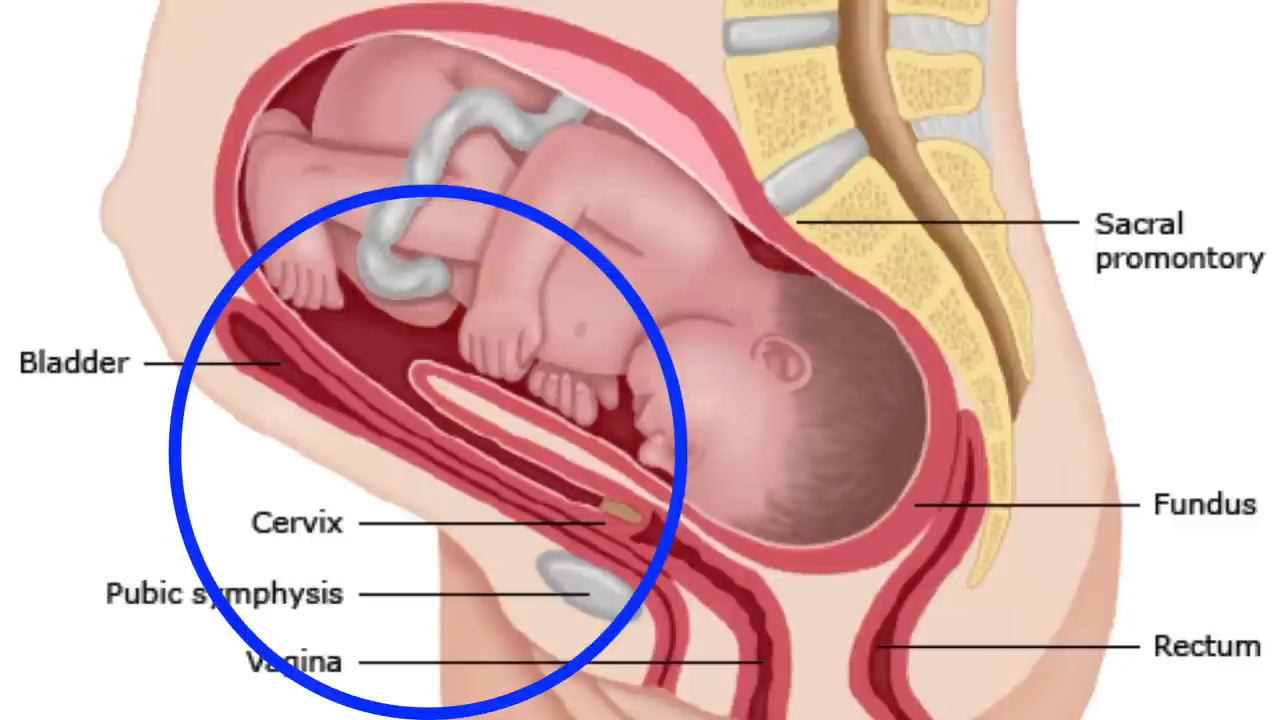 Sacral
promontory
Bladder
Fundus
Cervix
Pubic symphysis
Rectum
Vagina